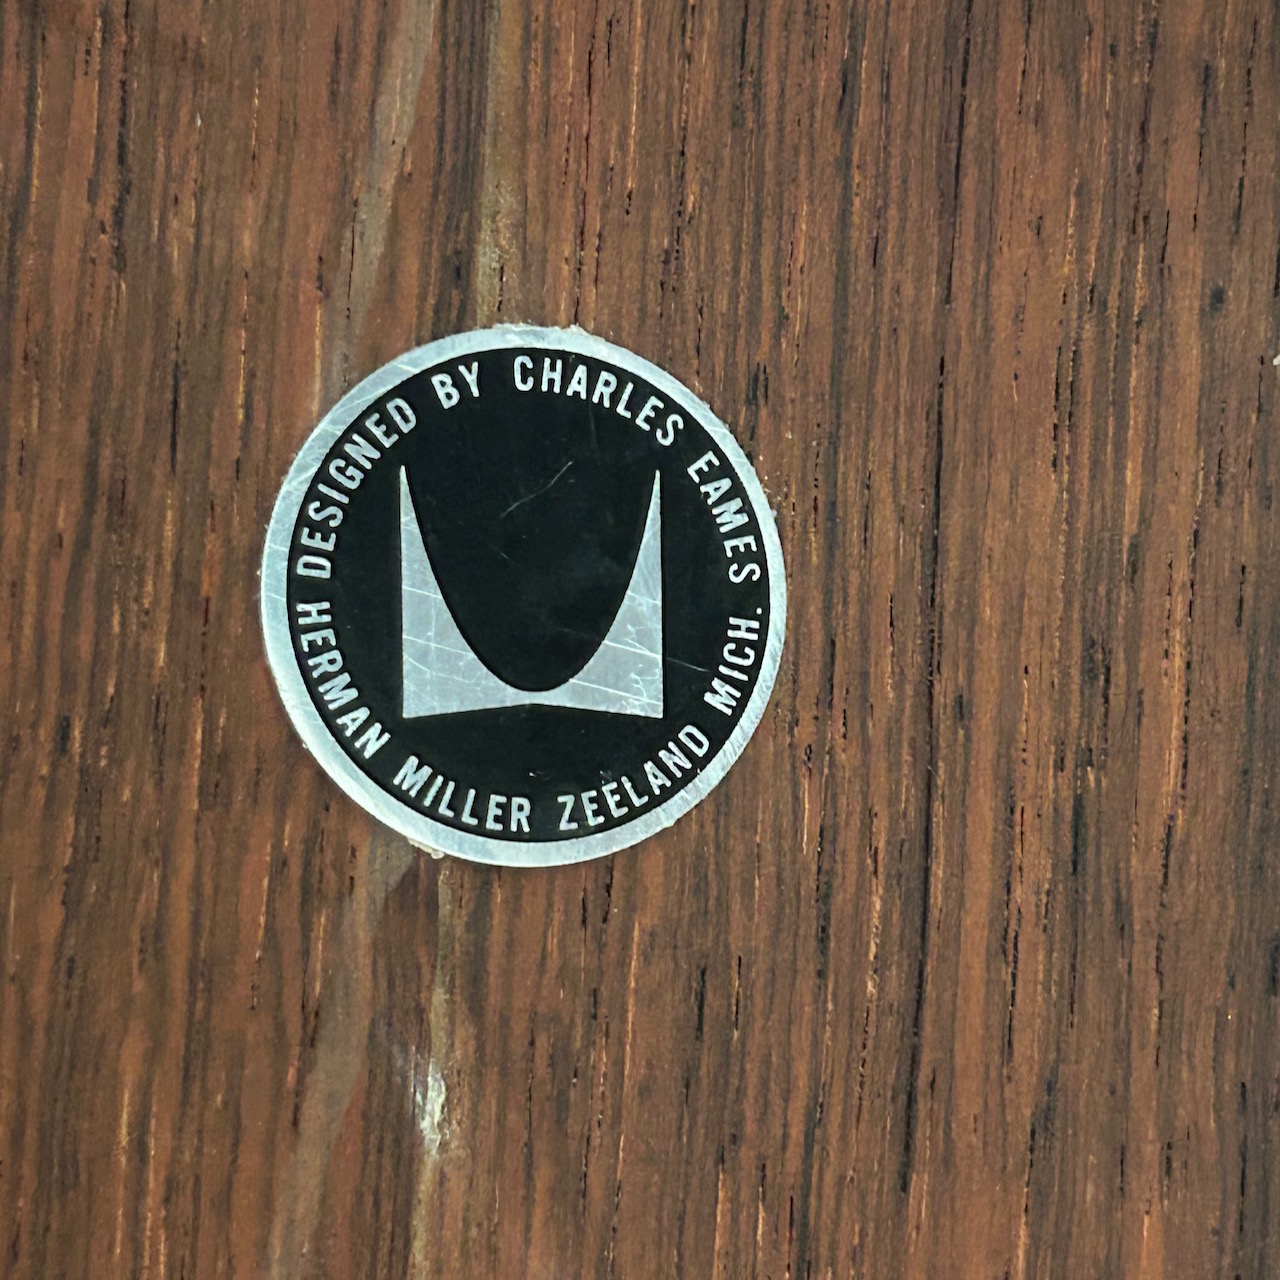 DESIGNED BY CHARLES EAMES
HERMAN MILLER ZEELAND MICH.